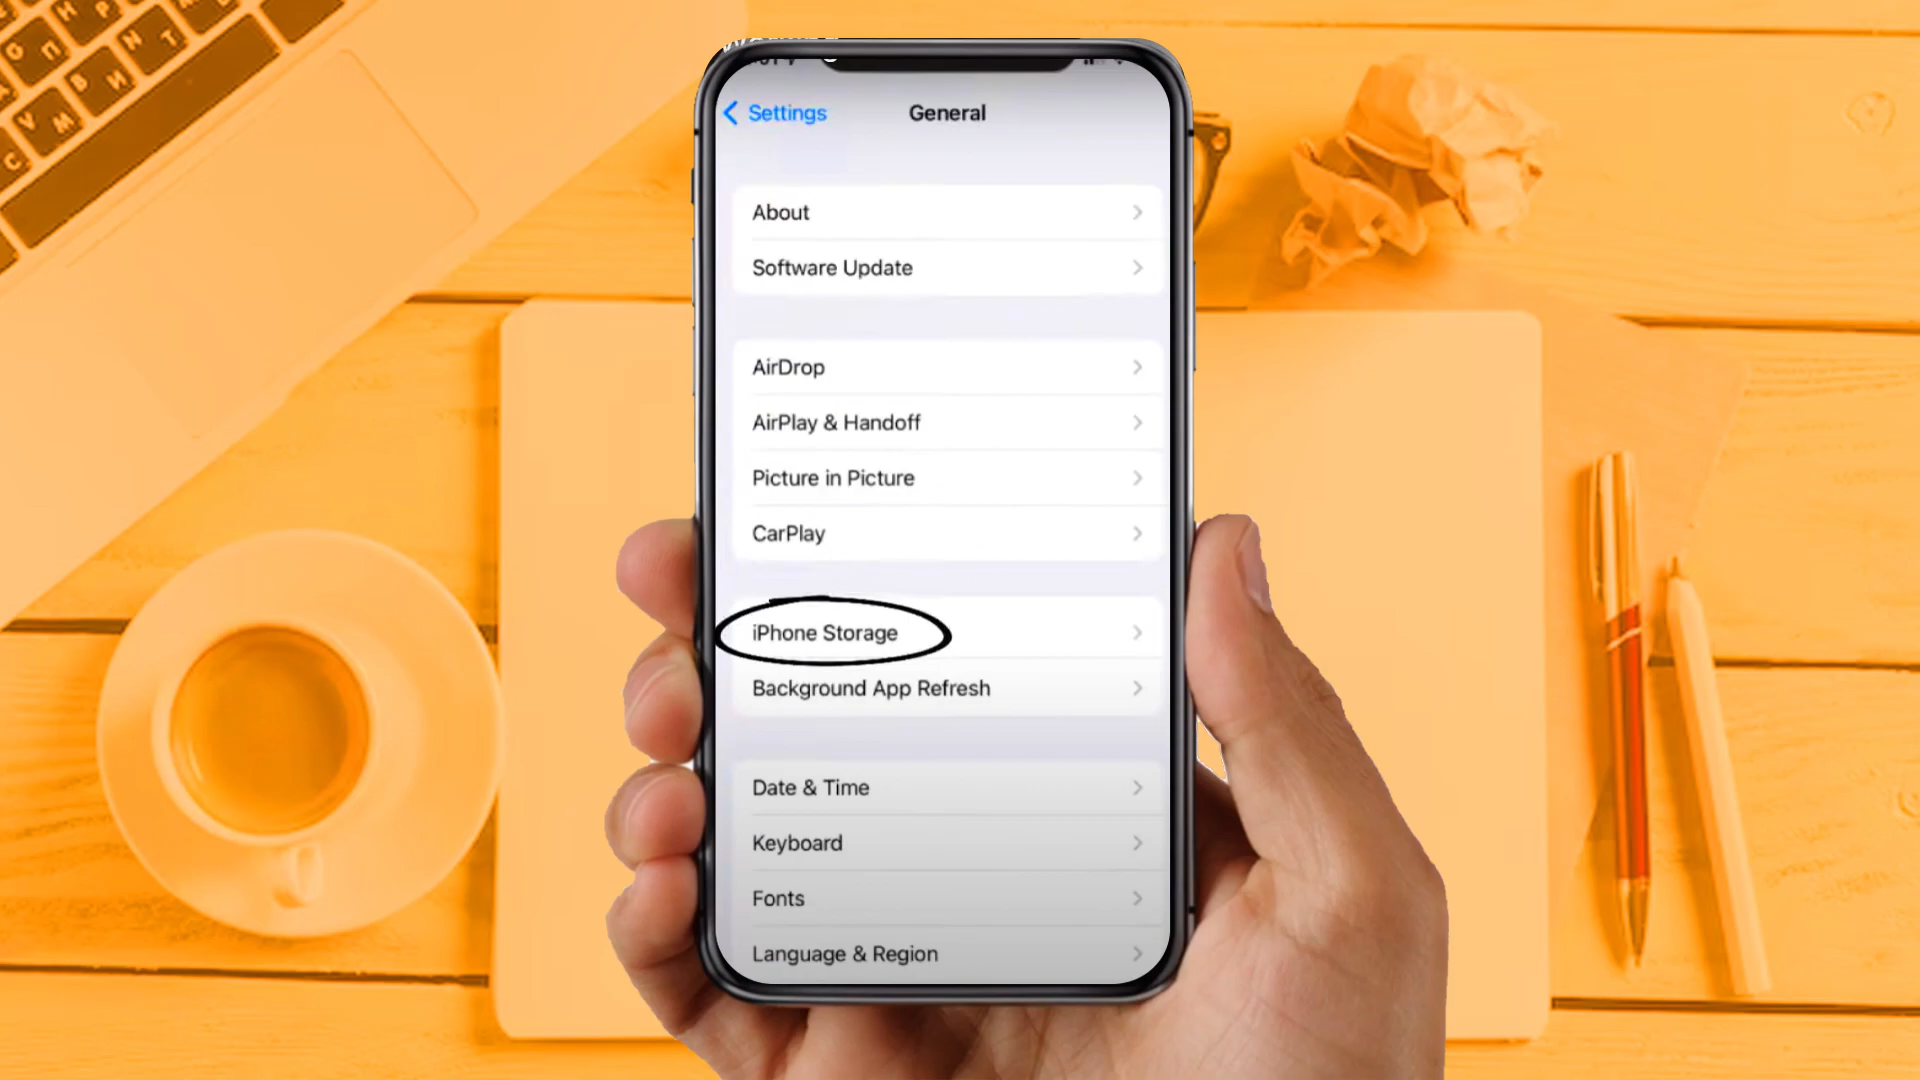 Settings
General
About
Software Update
AirDrop
AirPlay & Handoff
Picture in Picture
CarPlay
iPhone Storage
Background App Refresh
Date & Time
Keyboard
Fonts
Language & Region